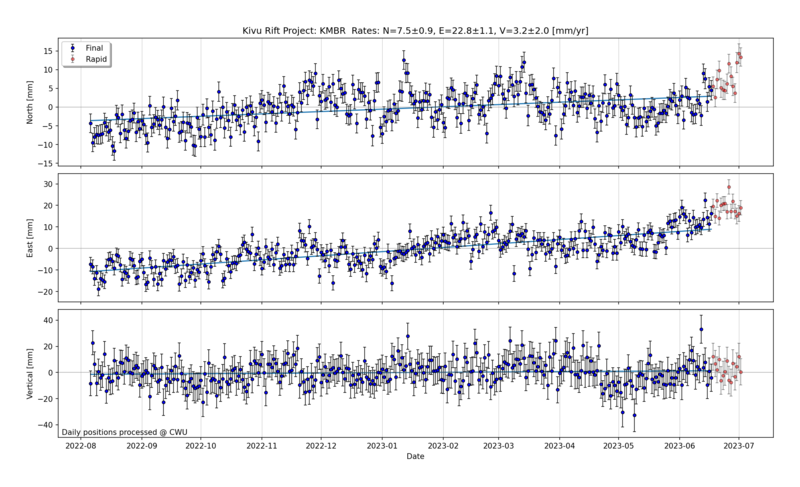 Kivu Rift Project: KMBR  Rates: N=7.5±0.9, E=22.8±1.1, V=3.2±2.0 [mm/yr]
Final
Rapid
North [mm]
15
10
5
0
−5
−10
−15
East [mm]
30
20
10
0
−10
−20
Vertical [mm]
40
20
0
−20
−40
Daily positions processed @ CWU
2022-08 2022-09 2022-10 2022-11 2022-12 2023-01 2023-02 2023-03 2023-04 2023-05 2023-06 2023-07
Date